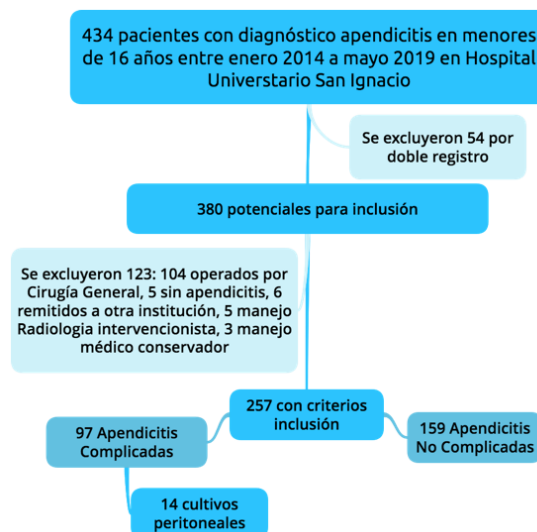 434 pacientes con diagnóstico apendicitis en menores
de 16 años entre enero 2014 a mayo 2019 en Hospital
Universtario San Ignacio
Se excluyeron 54 por
doble registro
380 potenciales para inclusión
Se excluyeron 123: 104 operados por
Cirugía General, 5 sin apendicitis, 6
remitidos a otra institución, 5 manejo
Radiologia intervencionista, 3 manejo
médico conservador
257 con criterios
inclusión
97 Apendicitis
Complicadas
159 Apendicitis
No Complicadas
14 cultivos
peritoneales